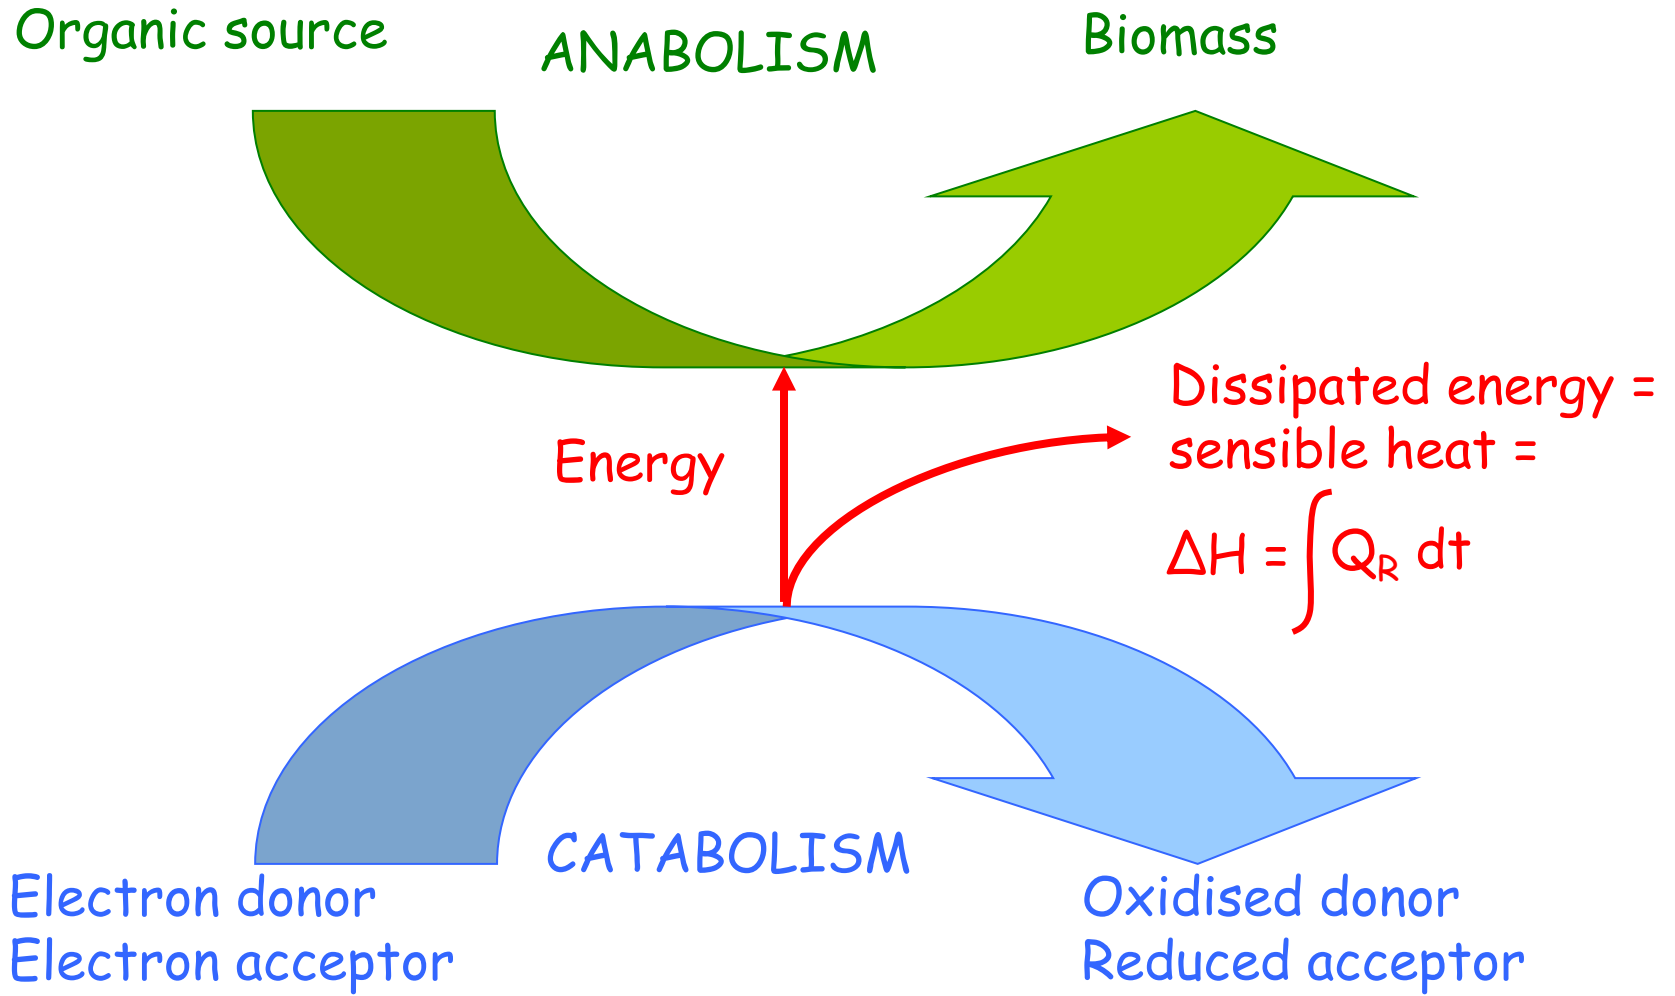 Organic source
ANABOLISM
Biomass
Energy
Dissipated energy =
sensible heat =
ΔH = ∫ Q_R dt
CATABOLISM
Electron donor
Electron acceptor
Oxidised donor
Reduced acceptor